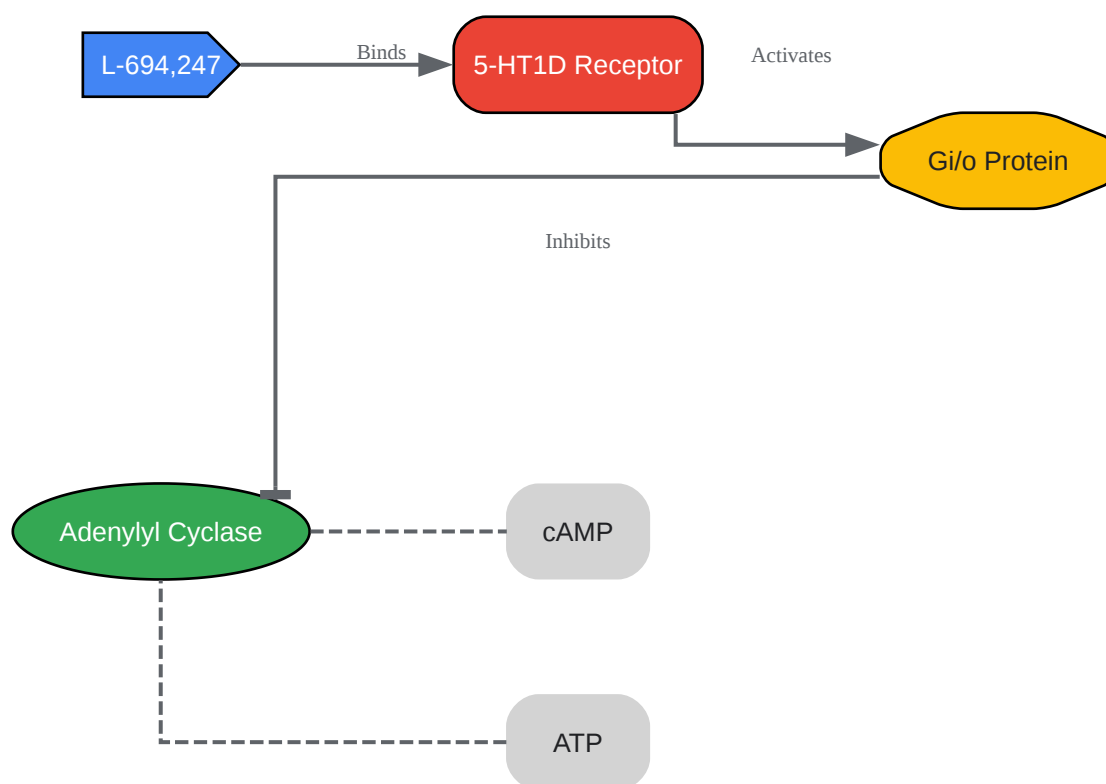 L-694,247
Binds
5-HT1D Receptor
Activates
Gi/o Protein
Inhibits
Adenylyl Cyclase
cAMP
ATP